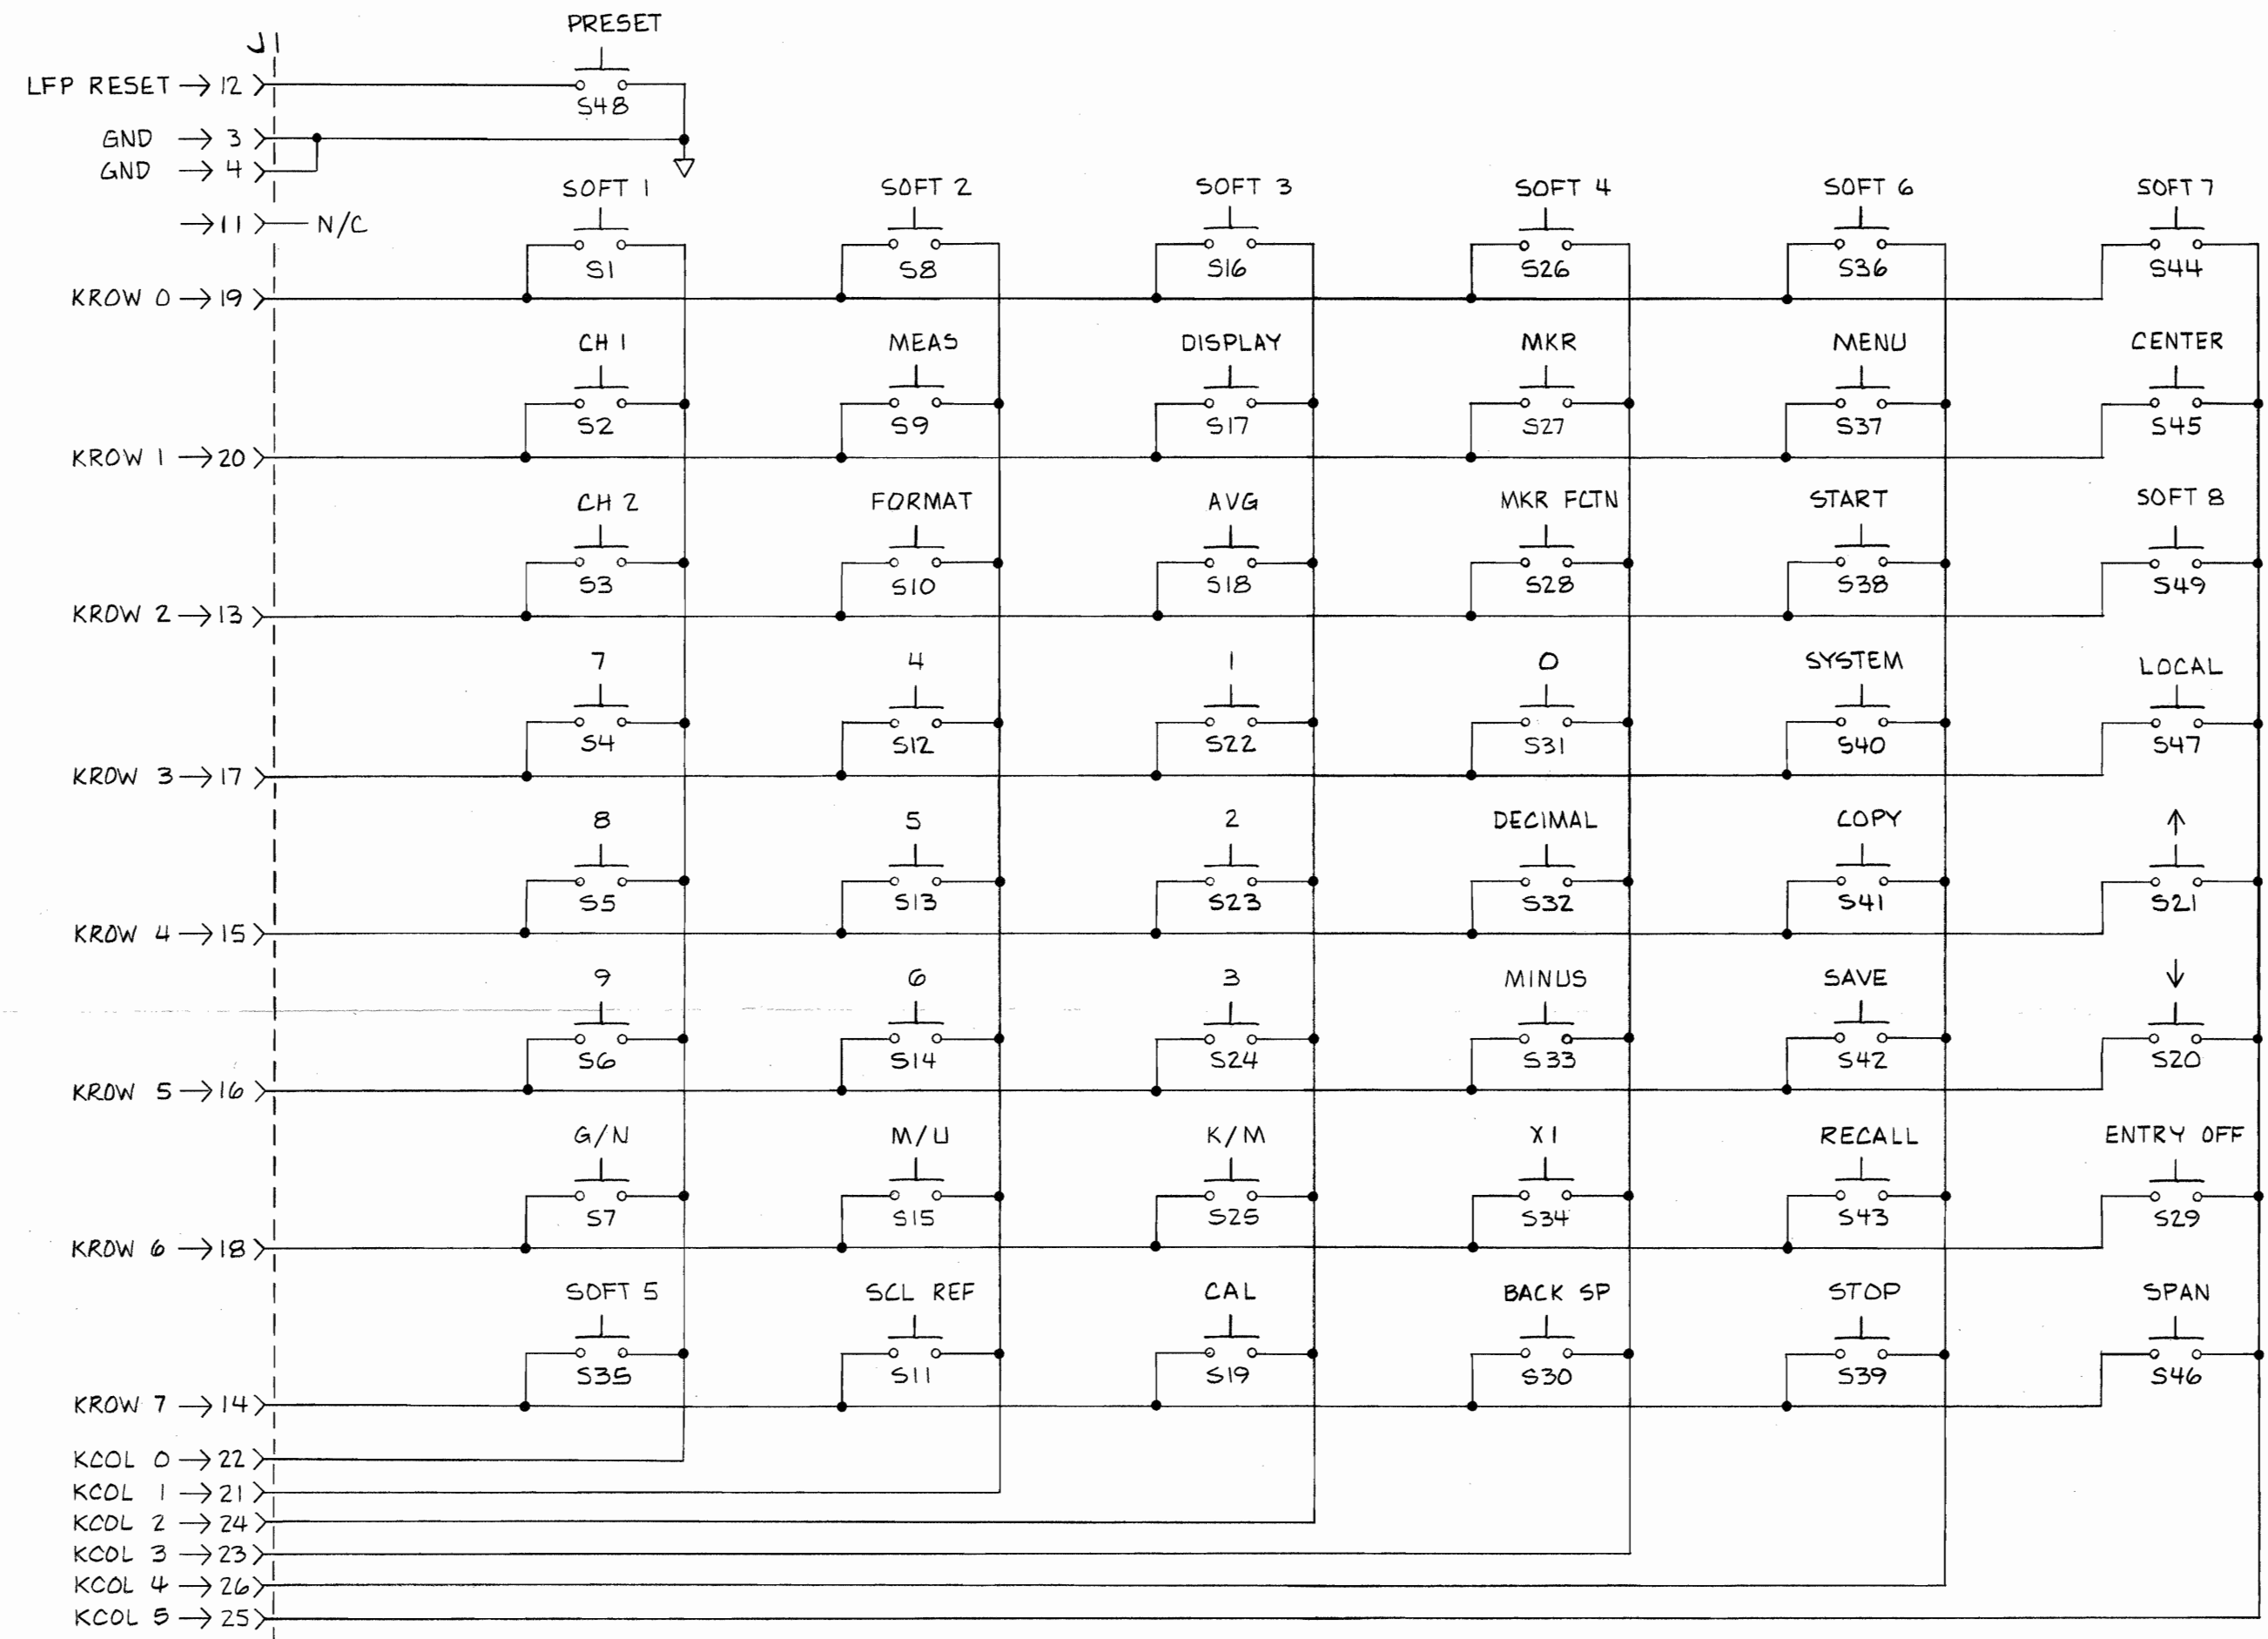 PRESET
J1
LFP RESET → 12
S48
GND → 3
GND → 4
SOFT 1 SOFT 2 SOFT 3 SOFT 4 SOFT 6 SOFT 7
→ 11 N/C
S1 S8 S16 S26 S36 S44
KROW 0 → 19
CH 1 MEAS DISPLAY MKR MENU CENTER
S2 S9 S17 S27 S37 S45
KROW 1 → 20
CH 2 FORMAT AVG MKR FCTN START SOFT 8
S3 S10 S18 S28 S38 S49
KROW 2 → 13
7 4 1 0 SYSTEM LOCAL
S4 S12 S22 S31 S40 S47
KROW 3 → 17
8 5 2 DECIMAL COPY ↑
S5 S13 S23 S32 S41 S21
KROW 4 → 15
9 6 3 MINUS SAVE ↓
S6 S14 S24 S33 S42 S20
KROW 5 → 16
G/N M/U K/M X1 RECALL ENTRY OFF
S7 S15 S25 S34 S43 S29
KROW 6 → 18
SOFT 5 SCL REF CAL BACK SP STOP SPAN
S35 S11 S19 S30 S39 S46
KROW 7 → 14
KCOL 0 → 22
KCOL 1 → 21
KCOL 2 → 24
KCOL 3 → 23
KCOL 4 → 26
KCOL 5 → 25